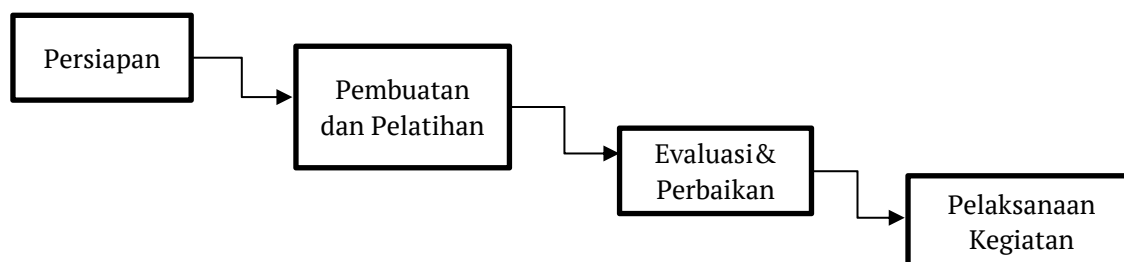 Persiapan
Pembuatan
dan Pelatihan
Evaluasi&
Perbaikan
Pelaksanaan
Kegiatan